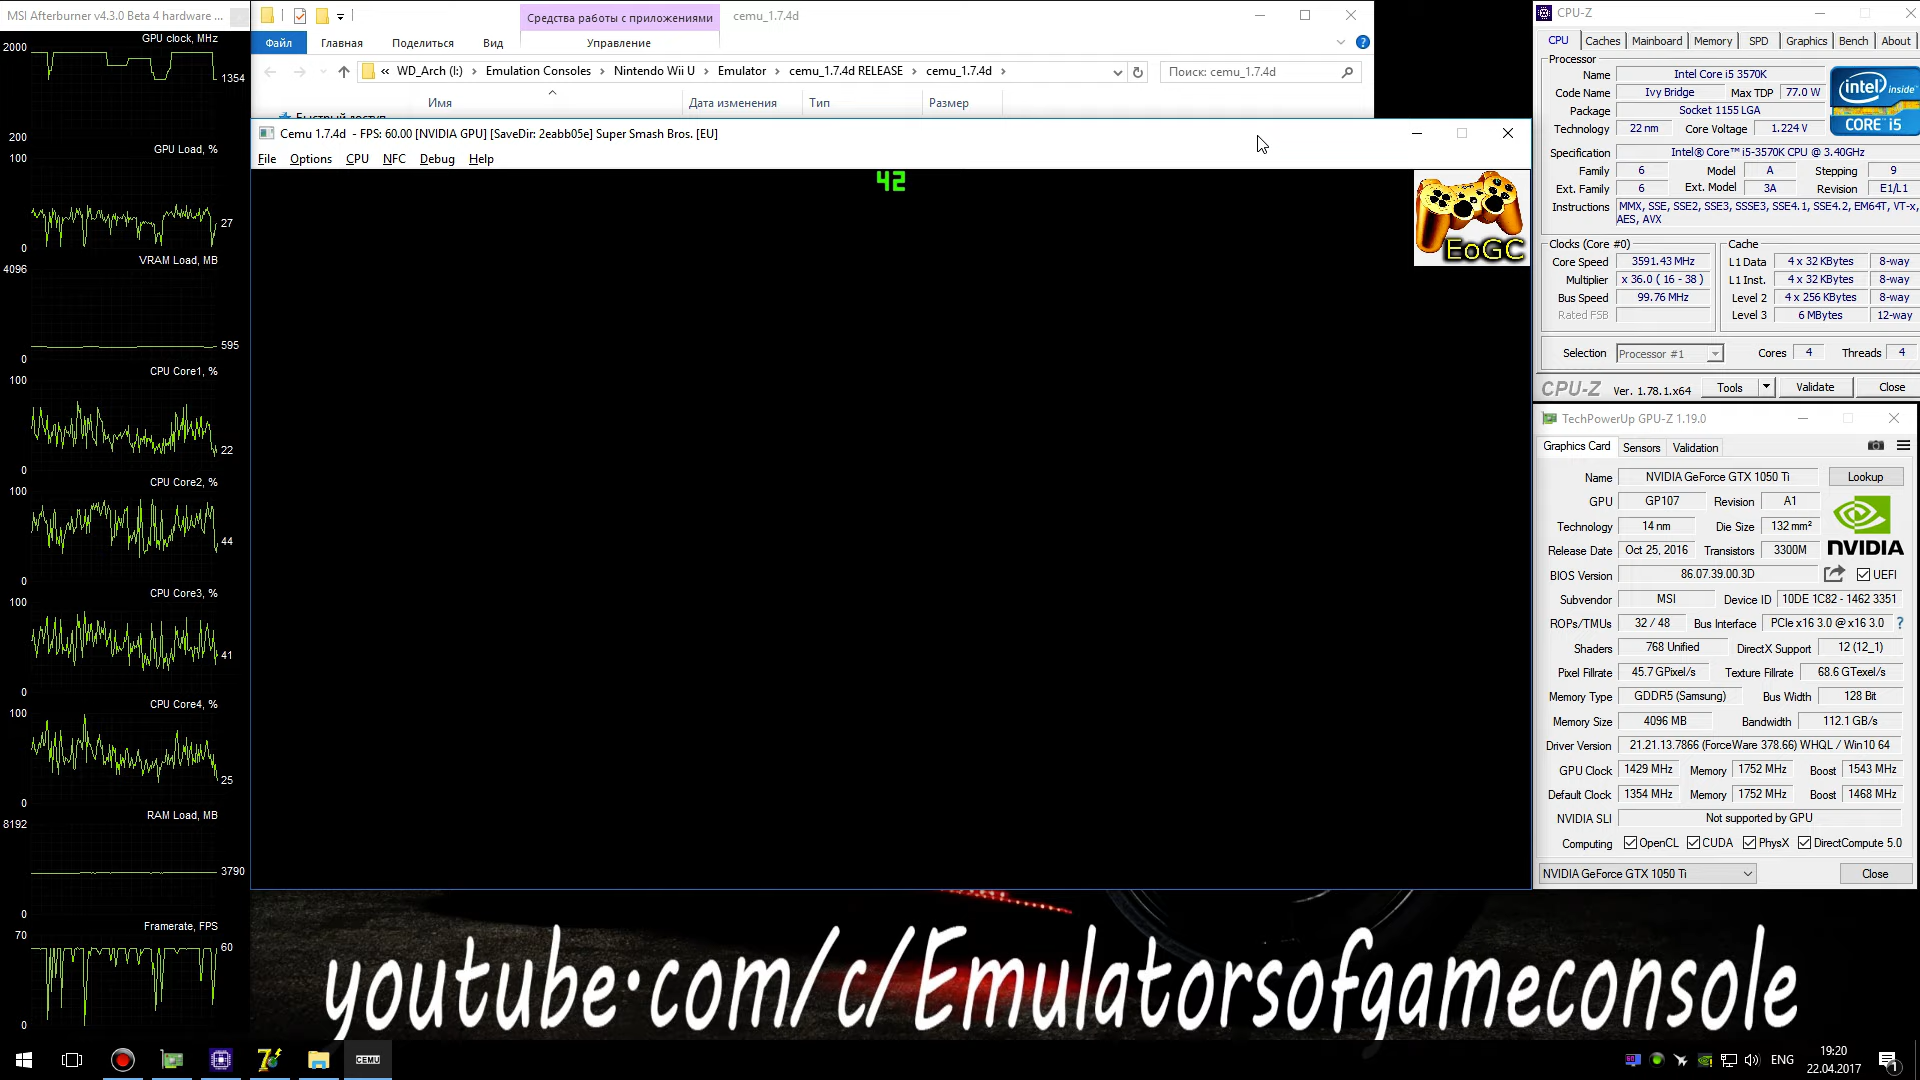 MSI Afterburner v4.3.0 Beta 4 hardware ...
GPU clock, MHz
2000
1354
200
GPU Load, %
100
27
0
VRAM Load, MB
4096
595
0
CPU Core1, %
100
22
0
CPU Core2, %
100
44
0
CPU Core3, %
100
41
0
CPU Core4, %
100
25
0
RAM Load, MB
8192
3790
0
Framerate, FPS
70
60
0
Средства работы с приложениями
cemu_1.7.4d
Файл Главная Поделиться Вид Управление
« WD_Arch (I:) › Emulation Consoles › Nintendo Wii U › Emulator › cemu_1.7.4d RELEASE › cemu_1.7.4d ›
Поиск: cemu_1.7.4d
Имя Дата изменения Тип Размер
Быстрый доступ
Cemu 1.7.4d - FPS: 60.00 [NVIDIA GPU] [SaveDir: 2eabb05e] Super Smash Bros. [EU]
File Options CPU NFC Debug Help
42
EoGC
CPU-Z
CPU Caches Mainboard Memory SPD Graphics Bench About
Processor
Name Intel Core i5 3570K
Code Name Ivy Bridge Max TDP 77.0 W
Package Socket 1155 LGA
Technology 22 nm Core Voltage 1.224 V
intel inside
CORE i5
Specification Intel® Core™ i5-3570K CPU @ 3.40GHz
Family 6 Model A Stepping 9
Ext. Family 6 Ext. Model 3A Revision E1/L1
Instructions MMX, SSE, SSE2, SSE3, SSSE3, SSE4.1, SSE4.2, EM64T, VT-x,
AES, AVX
Clocks (Core #0)
Core Speed 3591.43 MHz
Multiplier x 36.0 ( 16 - 38 )
Bus Speed 99.76 MHz
Rated FSB
Cache
L1 Data 4 x 32 KBytes 8-way
L1 Inst. 4 x 32 KBytes 8-way
Level 2 4 x 256 KBytes 8-way
Level 3 6 MBytes 12-way
Selection Processor #1 Cores 4 Threads 4
CPU-Z Ver. 1.78.1.x64 Tools Validate Close
TechPowerUp GPU-Z 1.19.0
Graphics Card Sensors Validation
Name NVIDIA GeForce GTX 1050 Ti Lookup
GPU GP107 Revision A1
Technology 14 nm Die Size 132 mm²
Release Date Oct 25, 2016 Transistors 3300M
NVIDIA
BIOS Version 86.07.39.00.3D UEFI
Subvendor MSI Device ID 10DE 1C82 - 1462 3351
ROPs/TMUs 32 / 48 Bus Interface PCIe x16 3.0 @ x16 3.0 ?
Shaders 768 Unified DirectX Support 12 (12_1)
Pixel Fillrate 45.7 GPixel/s Texture Fillrate 68.6 GTexel/s
Memory Type GDDR5 (Samsung) Bus Width 128 Bit
Memory Size 4096 MB Bandwidth 112.1 GB/s
Driver Version 21.21.13.7866 (ForceWare 378.66) WHQL / Win10 64
GPU Clock 1429 MHz Memory 1752 MHz Boost 1543 MHz
Default Clock 1354 MHz Memory 1752 MHz Boost 1468 MHz
NVIDIA SLI Not supported by GPU
Computing OpenCL CUDA PhysX DirectCompute 5.0
NVIDIA GeForce GTX 1050 Ti Close
youtube.com/c/Emulatorsofgameconsole
CEMU
ENG
19:20
22.04.2017
1